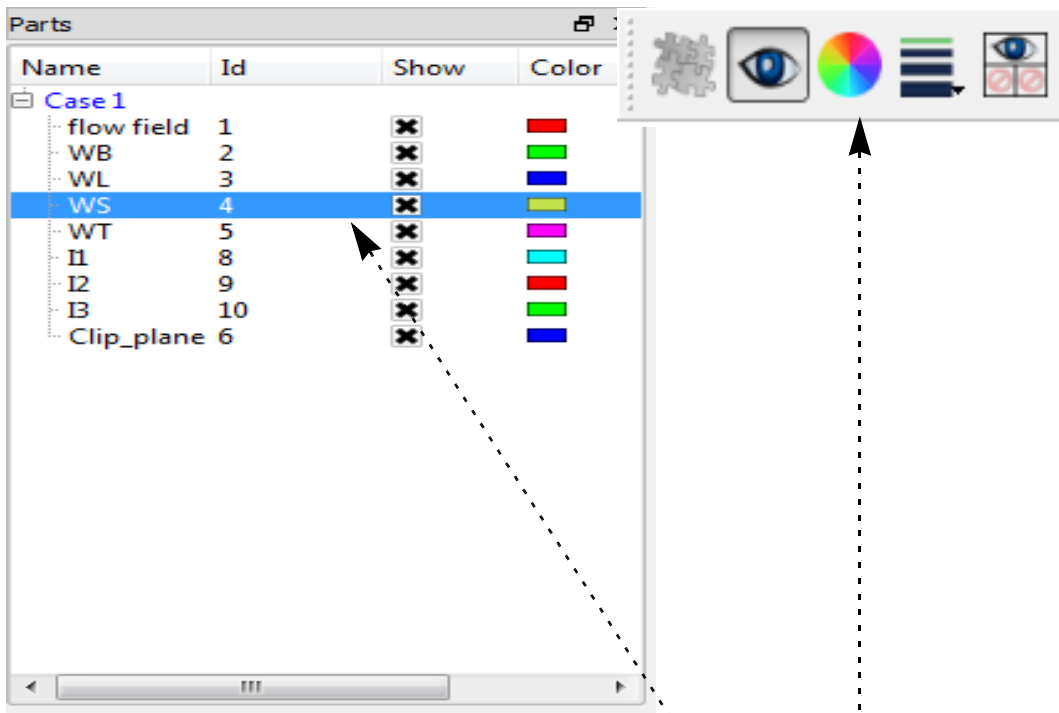 Parts
Name Id Show Color
Case 1
flow field 1
WB 2
WL 3
WS 4
WT 5
I1 8
I2 9
I3 10
Clip_plane 6